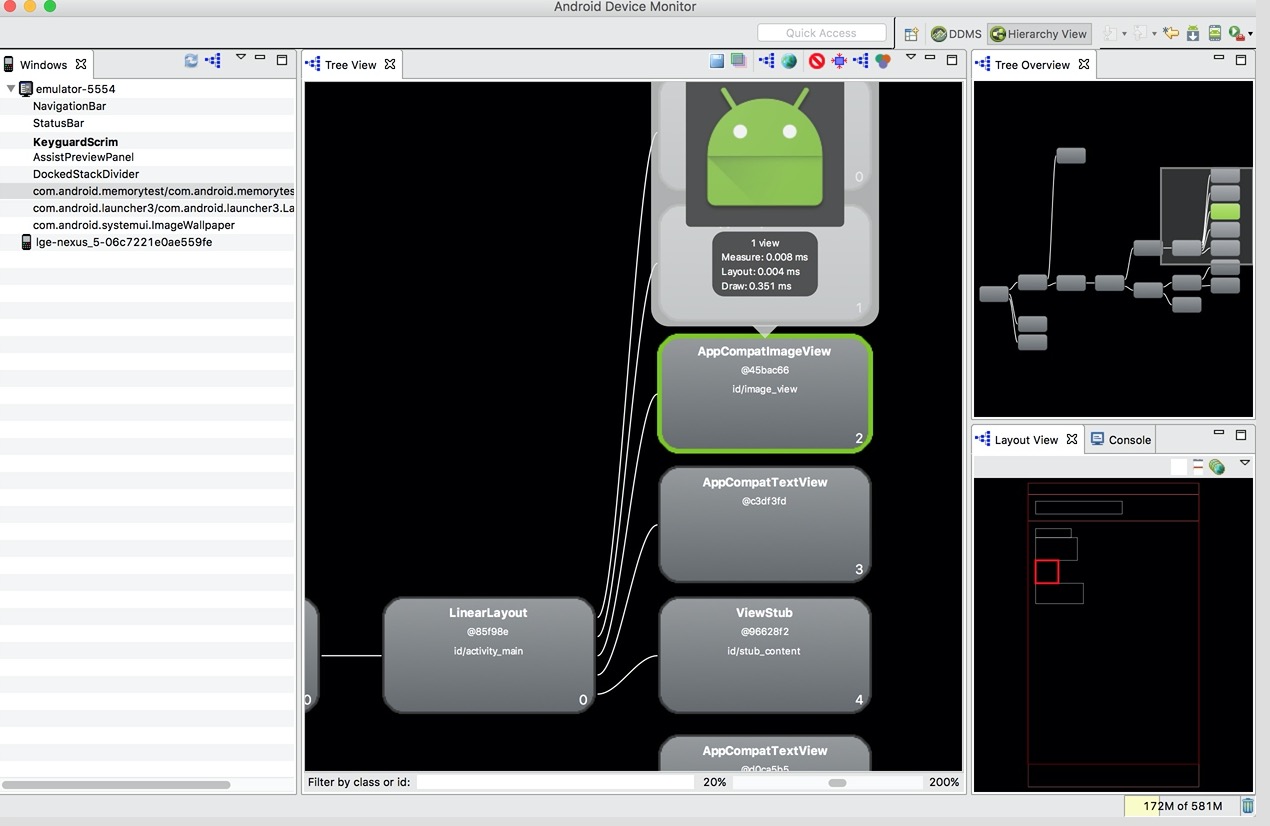 Android Device Monitor
Quick Access
DDMS
Hierarchy View
Windows
emulator-5554
NavigationBar
StatusBar
KeyguardScrim
AssistPreviewPanel
DockedStackDivider
com.android.memorytest/com.android.memorytes
com.android.launcher3/com.android.launcher3.La
com.android.systemui.ImageWallpaper
lge-nexus_5-06c7221e0ae559fe
Tree View
0
1 view
Measure: 0.008 ms
Layout: 0.004 ms
Draw: 0.351 ms
1
AppCompatImageView
@45bac66
id/image_view
2
AppCompatTextView
@c3df3fd
3
0
LinearLayout
@85f98e
id/activity_main
0
ViewStub
@96628f2
id/stub_content
4
AppCompatTextView
@d0ca5b5
Filter by class or id:
20%
200%
Tree Overview
Layout View
Console
172M of 581M